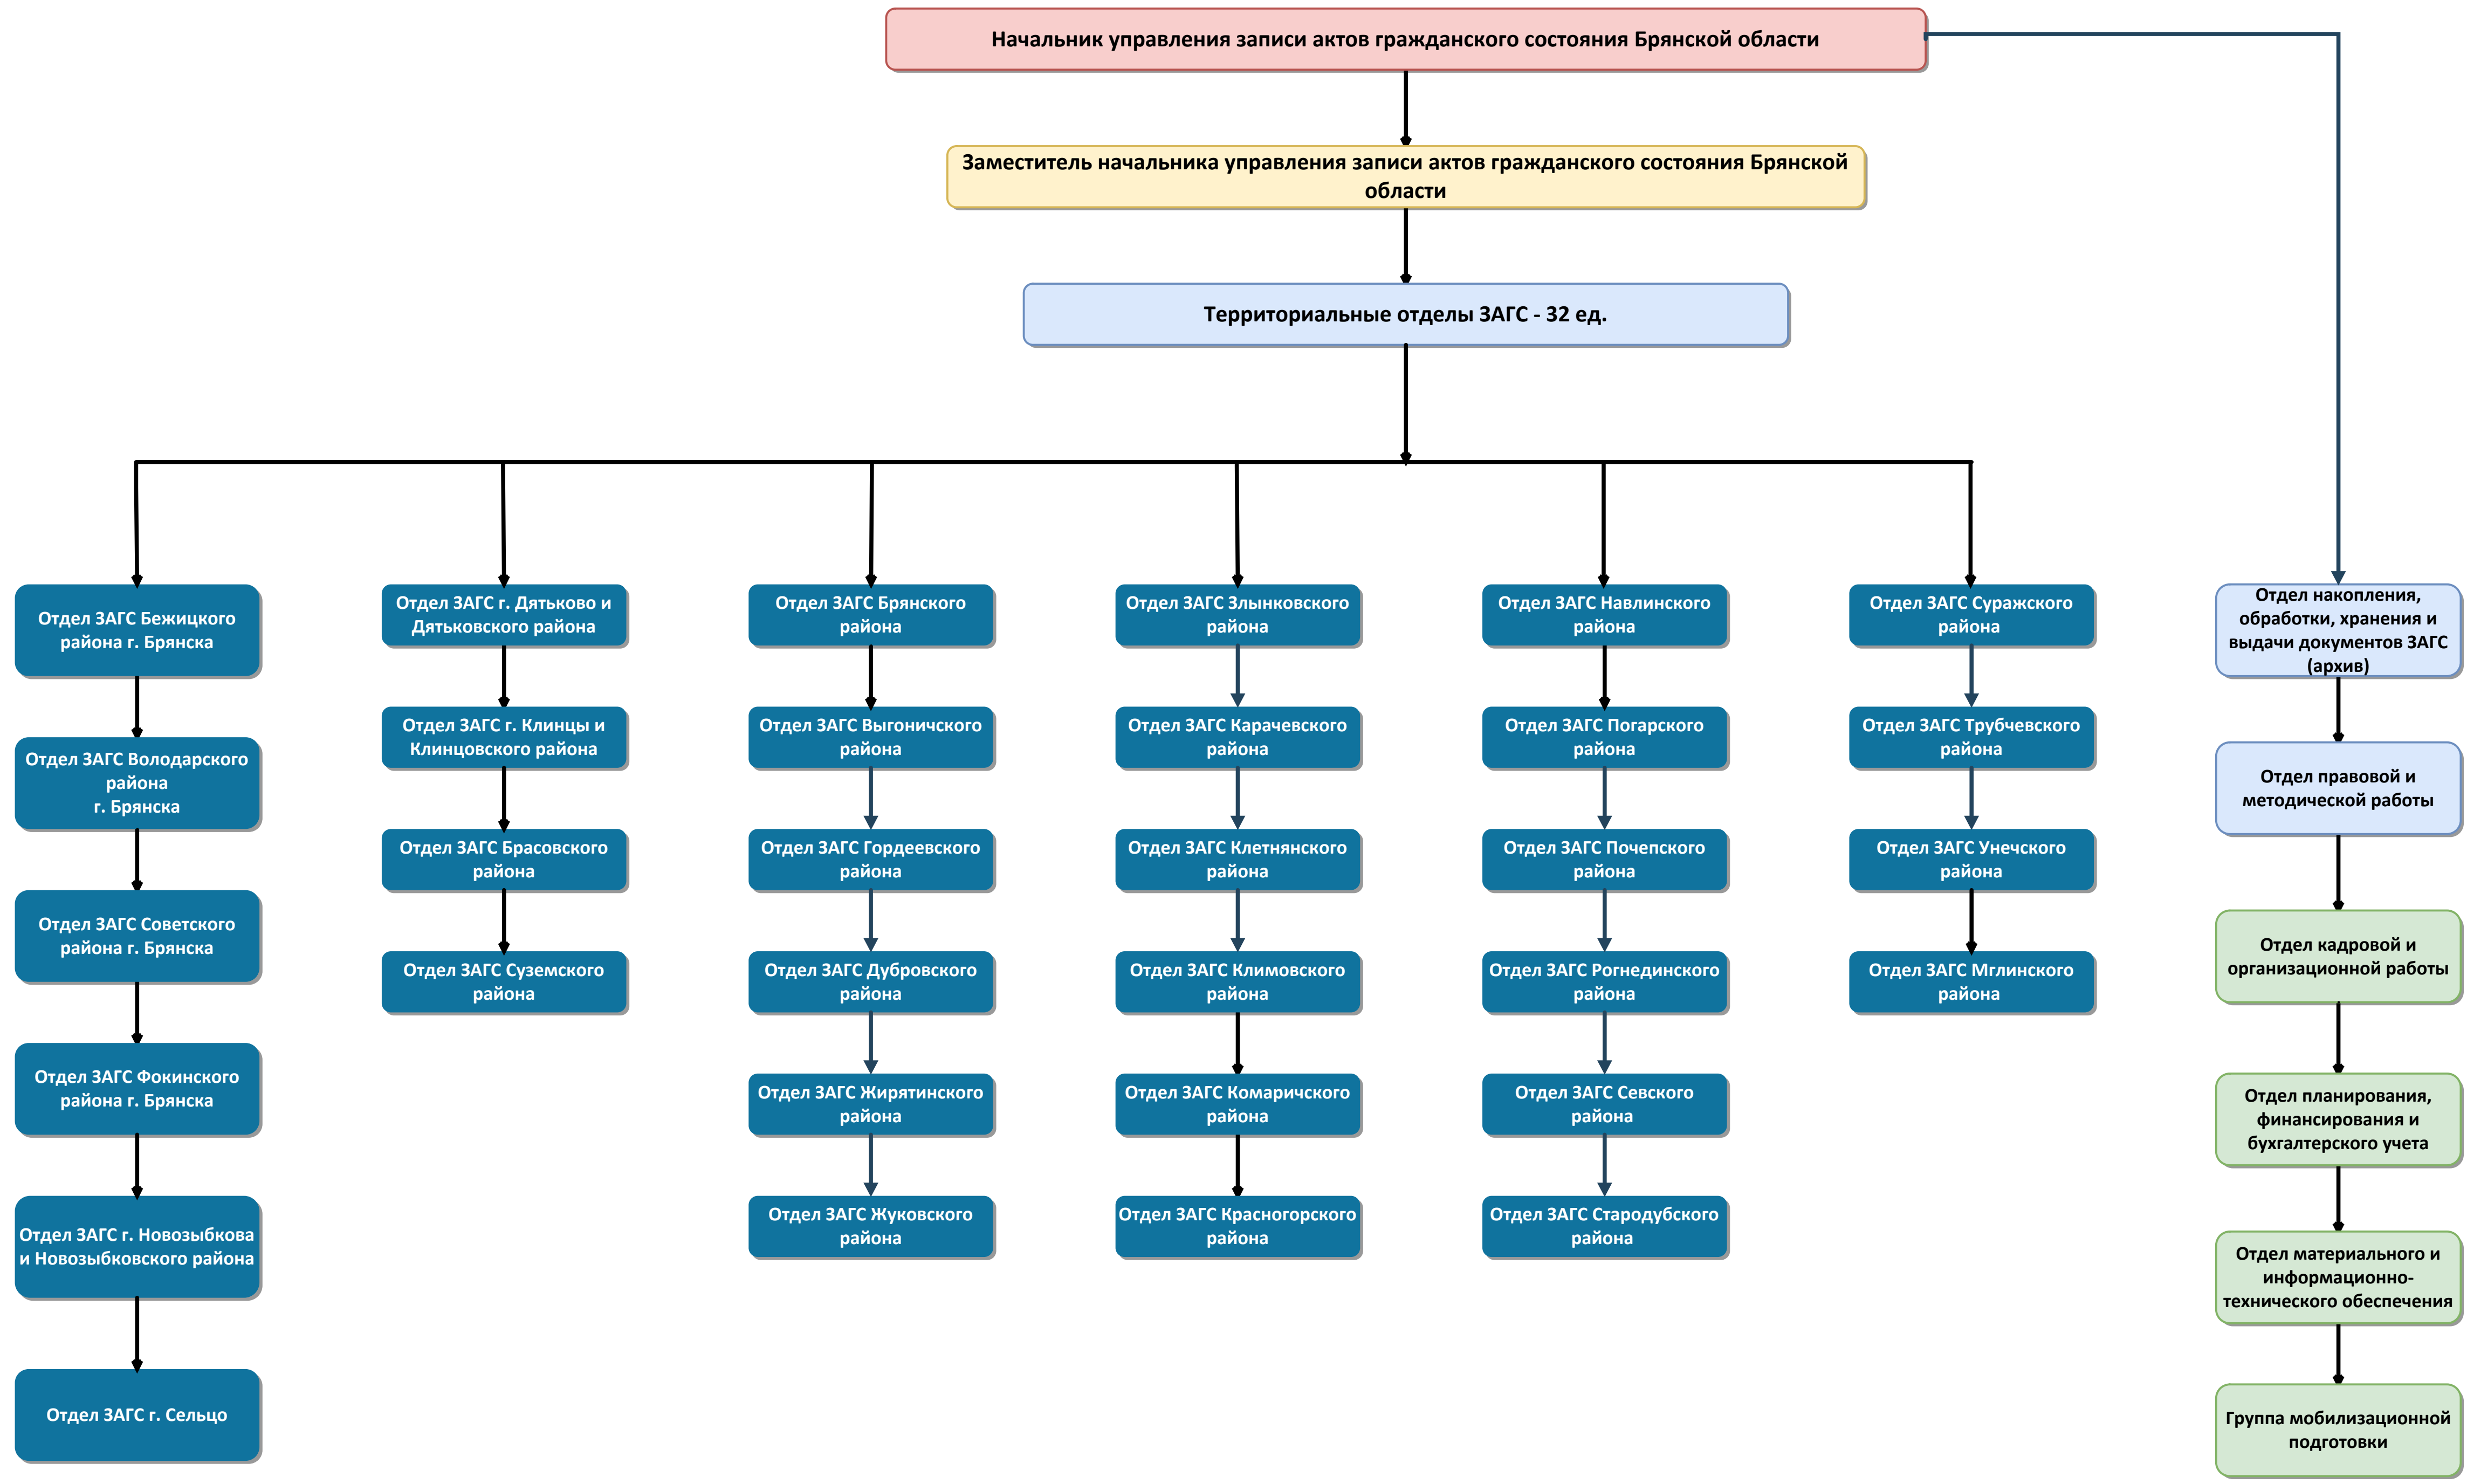 Начальник управления записи актов гражданского состояния Брянской области
Заместитель начальника управления записи актов гражданского состояния Брянской
области
Территориальные отделы ЗАГС - 32 ед.
Отдел ЗАГС Бежицкого
района г. Брянска
Отдел ЗАГС Володарского
района
г. Брянска
Отдел ЗАГС Советского
района г. Брянска
Отдел ЗАГС Фокинского
района г. Брянска
Отдел ЗАГС г. Новозыбкова
и Новозыбковского района
Отдел ЗАГС г. Сельцо
Отдел ЗАГС г. Дятьково и
Дятьковского района
Отдел ЗАГС г. Клинцы и
Клинцовского района
Отдел ЗАГС Брасовского
района
Отдел ЗАГС Суземского
района
Отдел ЗАГС Брянского
района
Отдел ЗАГС Выгоничского
района
Отдел ЗАГС Гордеевского
района
Отдел ЗАГС Дубровского
района
Отдел ЗАГС Жирятинского
района
Отдел ЗАГС Жуковского
района
Отдел ЗАГС Злынковского
района
Отдел ЗАГС Карачевского
района
Отдел ЗАГС Клетнянского
района
Отдел ЗАГС Климовского
района
Отдел ЗАГС Комаричского
района
Отдел ЗАГС Красногорского
района
Отдел ЗАГС Навлинского
района
Отдел ЗАГС Погарского
района
Отдел ЗАГС Почепского
района
Отдел ЗАГС Рогнединского
района
Отдел ЗАГС Севского
района
Отдел ЗАГС Стародубского
района
Отдел ЗАГС Суражского
района
Отдел ЗАГС Трубчевского
района
Отдел ЗАГС Унечского
района
Отдел ЗАГС Мглинского
района
Отдел накопления,
обработки, хранения и
выдачи документов ЗАГС
(архив)
Отдел правовой и
методической работы
Отдел кадровой и
организационной работы
Отдел планирования,
финансирования и
бухгалтерского учета
Отдел материального и
информационно-
технического обеспечения
Группа мобилизационной
подготовки